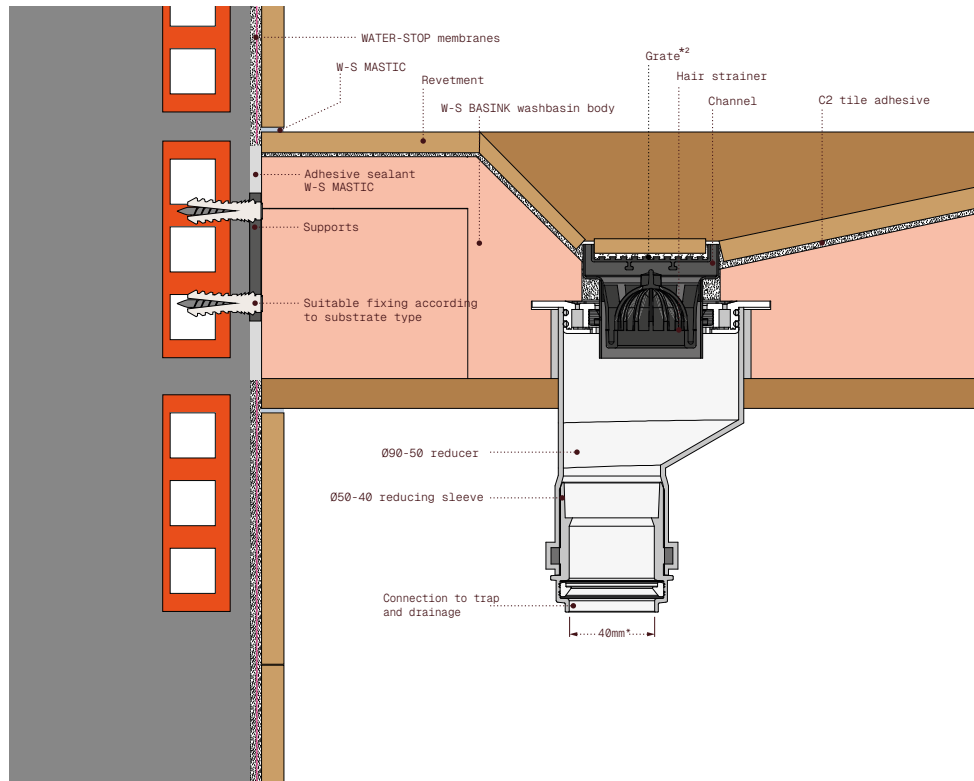 WATER-STOP membranes
W-S MASTIC
Revetment
W-S BASINK washbasin body
Grate*2
Hair strainer
Channel
C2 tile adhesive
Adhesive sealant
W-S MASTIC
Supports
Suitable fixing according
to substrate type
Ø90-50 reducer
Ø50-40 reducing sleeve
Connection to trap
and drainage
40mm*